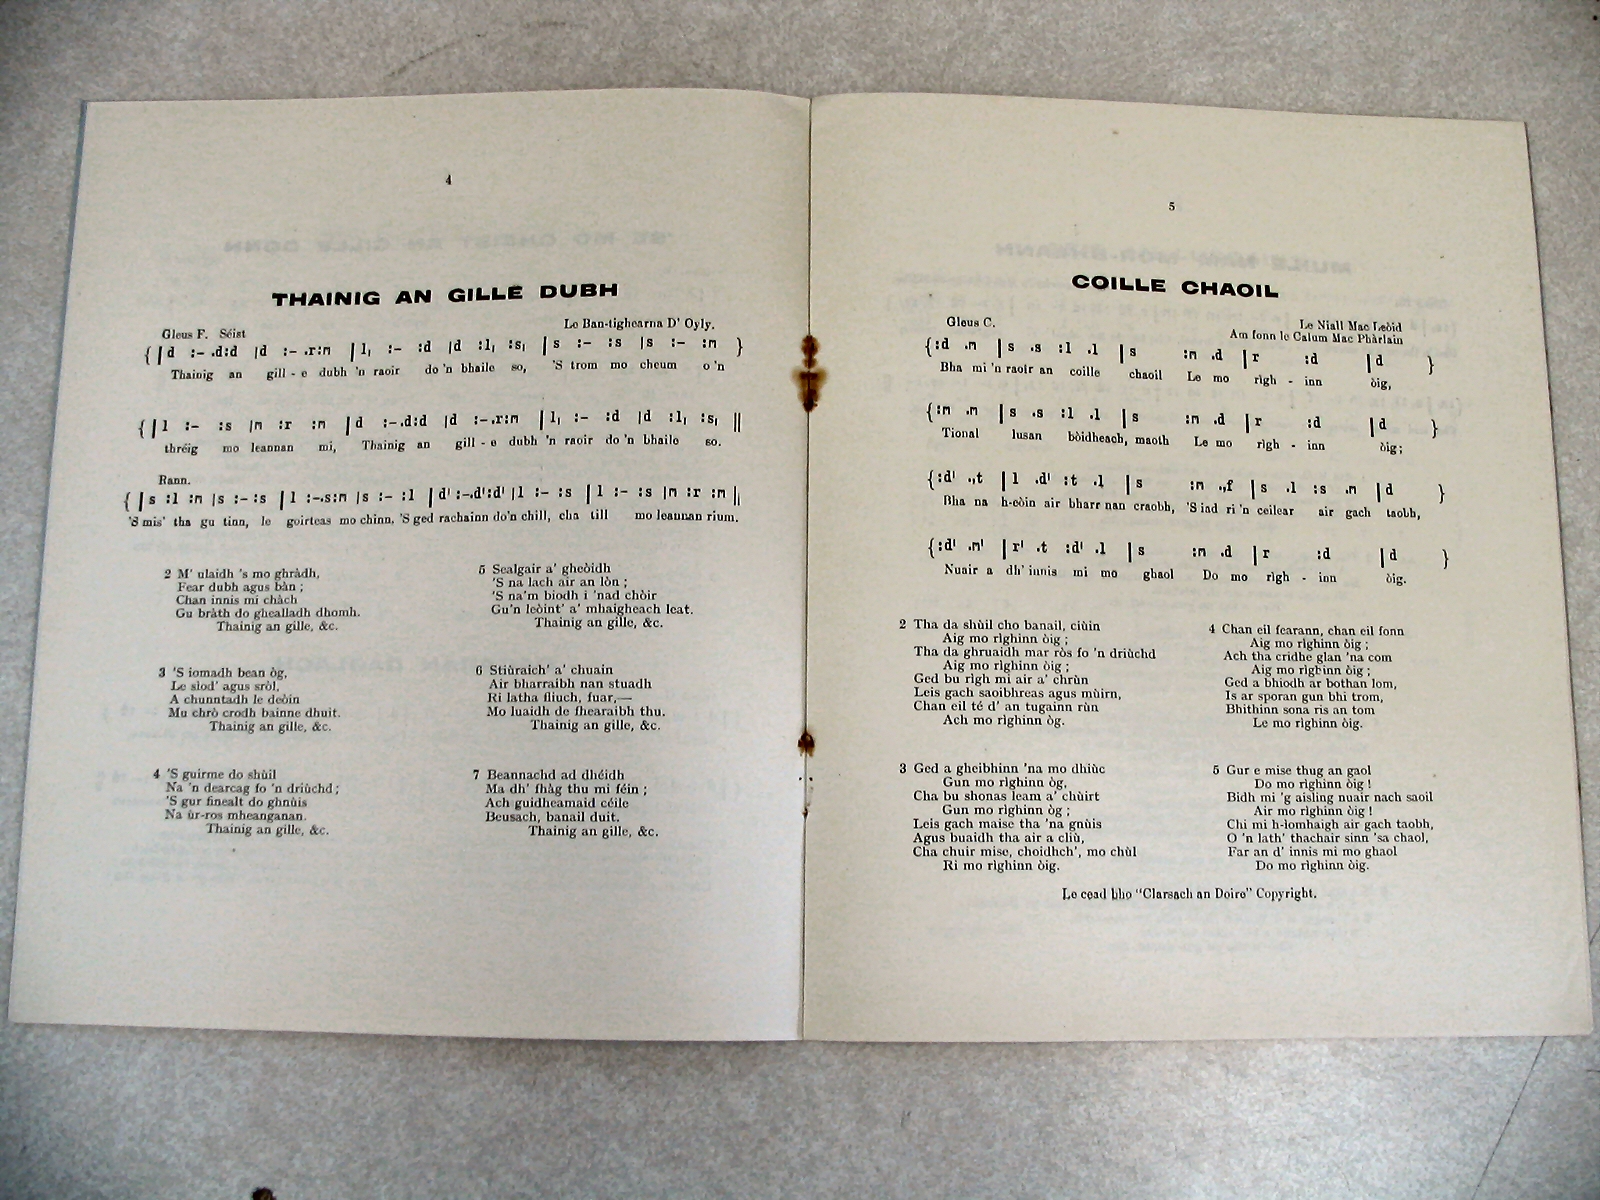 4
THAINIG AN GILLE DUBH
Le Ban-tighearna D' Oyly.
Gleus F. Séist
{ | d :– .d:d | d :– .r:m | l, :– :d | d :l, :s, | s :– :s | s :– :m }
Thainig an gill - e dubh 'n raoir do 'n bhaile so, 'S trom mo cheum o 'n
{ | l :– :s | m :r :m | d :–.d:d | d :–.r:m | l, :– :d | d :l, :s, ||
thréig mo leannan mi, Thainig an gill - e dubh 'n raoir do 'n bhaile so.
Rann.
{ | s :l :m | s :– :s | l :–.s:m | s :– :l | d' :–.d':d' | l :– :s | l :– :s | m :r :m ||
'S mis' tha gu tinn, le goirteas mo chinn, 'S ged rachainn do'n chill, cha till mo leannan rium.
2 M' ulaidh 's mo ghràdh,
Fear dubh agus bàn ;
Chan innis mi chàch
Gu bràth do ghealladh dhomh.
Thainig an gille, &c.
3 'S iomadh bean òg,
Le sìod' agus sròl,
A chunntadh le deòin
Mu chrò crodh bainne dhuit.
Thainig an gille, &c.
4 'S guirme do shùil
Na 'n dearcag fo 'n driùchd ;
'S gur finealt do ghnùis
Na ùr-ros mheanganan.
Thainig an gille, &c.
5 Sealgair a' gheòidh
'S na lach air an lòn ;
'S na'm biodh i 'nad chòir
Gu'n leòint' a' mhaigheach leat.
Thainig an gille, &c.
6 Stiùraich' a' chuain
Air bharraibh nan stuadh
Ri latha fliuch, fuar,—
Mo luaidh de fhearaibh thu.
Thainig an gille, &c.
7 Beannachd ad dhéidh
Ma dh' fhàg thu mi féin ;
Ach guidheamaid céile
Beusach, banail duit.
Thainig an gille, &c.
5
COILLE CHAOIL
Gleus C.
Le Niall Mac Leòid
Am fonn le Calum Mac Phàrlain
{ :d .m | s .s :l .l | s :m .d | r :d | d }
Bha mi 'n raoir an coille chaoil Le mo rìgh - inn òig,
{ :m .m | s .s :l .l | s :m .d | r :d | d }
Tional lusan bòidheach, maoth Le mo rìgh - inn òig;
{ :d' .,t | l .d' :t .l | s :m .,f | s .l :s .m | d }
Bha na h-eòin air bharr nan craobh, 'S iad ri 'n ceilear air gach taobh,
{ :d' .m' | r' .t :d' .l | s :m .d | r :d | d }
Nuair a dh' innis mi mo ghaol Do mo rìgh - inn òig.
2 Tha da shùil cho banail, ciùin
Aig mo rìghinn òig ;
Tha da ghruaidh mar ròs fo 'n driùchd
Aig mo rìghinn òig ;
Ged bu rìgh mi air a' chrùn
Leis gach saoibhreas agus mùirn,
Chan eil té d' an tugainn rùn
Ach mo rìghinn òg.
3 Ged a gheibhinn 'na mo dhiùc
Gun mo rìghinn òg,
Cha bu shonas leam a' chùirt
Gun mo rìghinn òg ;
Leis gach maise tha 'na gnùis
Agus buaidh tha air a cliù,
Cha chuir mise, choidhch', mo chùl
Ri mo rìghinn òig.
4 Chan eil fearann, chan eil fonn
Aig mo rìghinn òig ;
Ach tha cridhe glan 'na com
Aig mo rìghinn òig ;
Ged a bhiodh ar bothan lom,
Is ar sporan gun bhi trom,
Bhithinn sona ris an tom
Le mo rìghinn òig.
5 Gur e mise thug an gaol
Do mo rìghinn òig !
Bidh mi 'g aisling nuair nach saoil
Air mo rìghinn òig !
Chi mi h-iomhaigh air gach taobh,
O 'n lath' thachair sinn 'sa chaol,
Far an d' innis mi mo ghaol
Do mo rìghinn òig.
Le cead bho "Clarsach an Doire" Copyright.